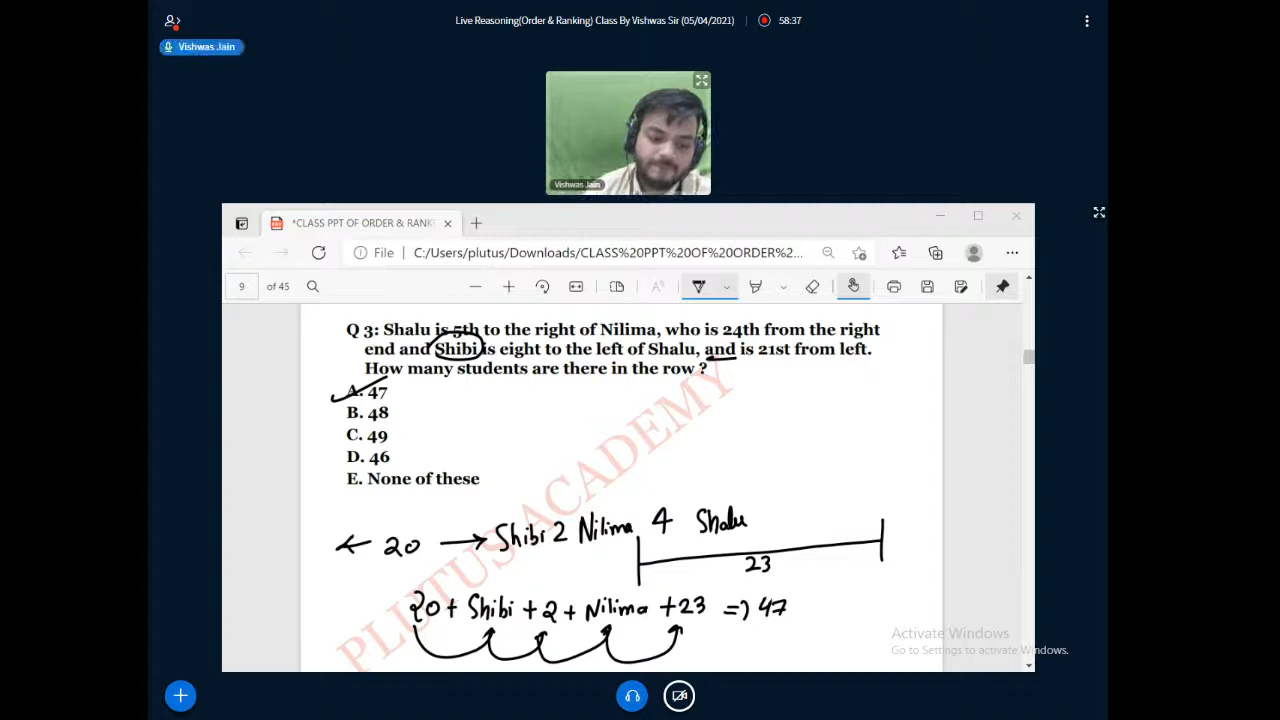 Live Reasoning(Order & Ranking) Class By Vishwas Sir (05/04/2021) 58:37
Vishwas Jain
Vishwas Jain
*CLASS PPT OF ORDER & RANK
File C:/Users/plutus/Downloads/CLASS%20PPT%20OF%20ORDER%2...
9 of 45
Q 3: Shalu is 5th to the right of Nilima, who is 24th from the right
end and Shibi is eight to the left of Shalu, and is 21st from left.
How many students are there in the row ?
A. 47
B. 48
C. 49
D. 46
E. None of these
PLUTUS ACADEMY
20 Shibi 2 Nilima 4 Shalu
23
20 + Shibi + 2 + Nilima + 23 => 47
Activate Windows
Go to Settings to activate Windows.